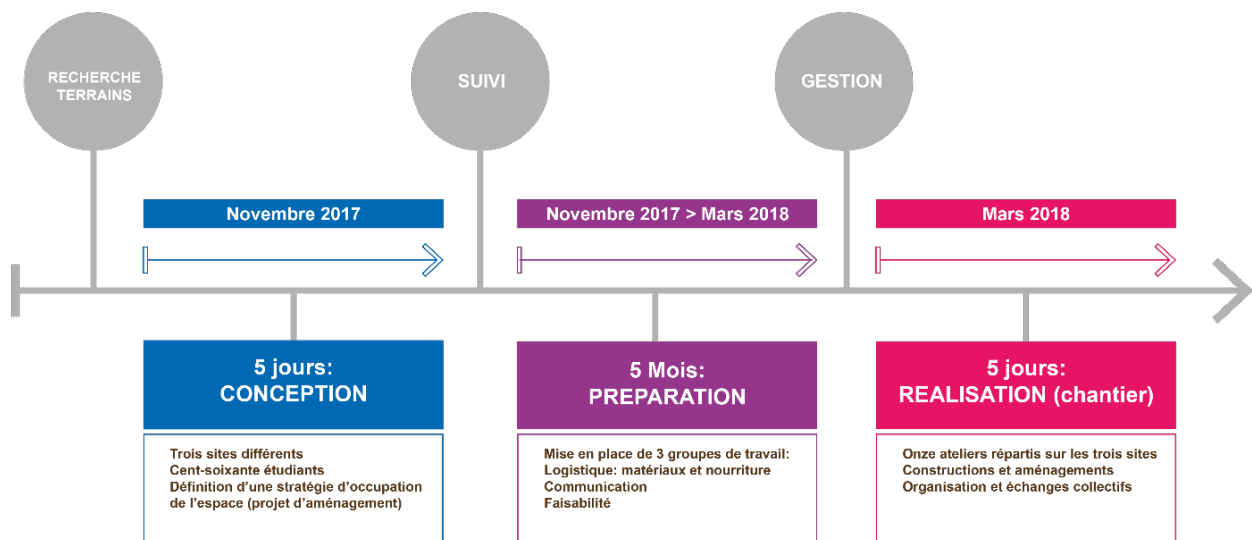 RECHERCHE
TERRAINS
SUIVI
GESTION
Novembre 2017
Novembre 2017 > Mars 2018
Mars 2018
5 jours:
CONCEPTION
5 Mois:
PREPARATION
5 jours:
REALISATION (chantier)
Trois sites différents
Cent-soixante étudiants
Définition d'une stratégie d'occupation
de l'espace (projet d'aménagement)
Mise en place de 3 groupes de travail:
Logistique: matériaux et nourriture
Communication
Faisabilité
Onze ateliers répartis sur les trois sites
Constructions et aménagements
Organisation et échanges collectifs